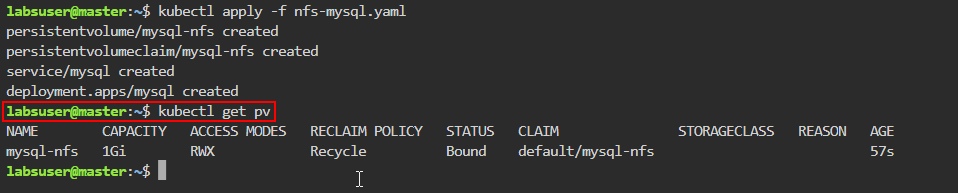 labsuser@master:~$ kubectl apply -f nfs-mysql.yaml
persistentvolume/mysql-nfs created
persistentvolumeclaim/mysql-nfs created
service/mysql created
deployment.apps/mysql created
labsuser@master:~$ kubectl get pv
NAME CAPACITY ACCESS MODES RECLAIM POLICY STATUS CLAIM STORAGECLASS REASON AGE
mysql-nfs 1Gi RWX Recycle Bound default/mysql-nfs 57s
labsuser@master:~$